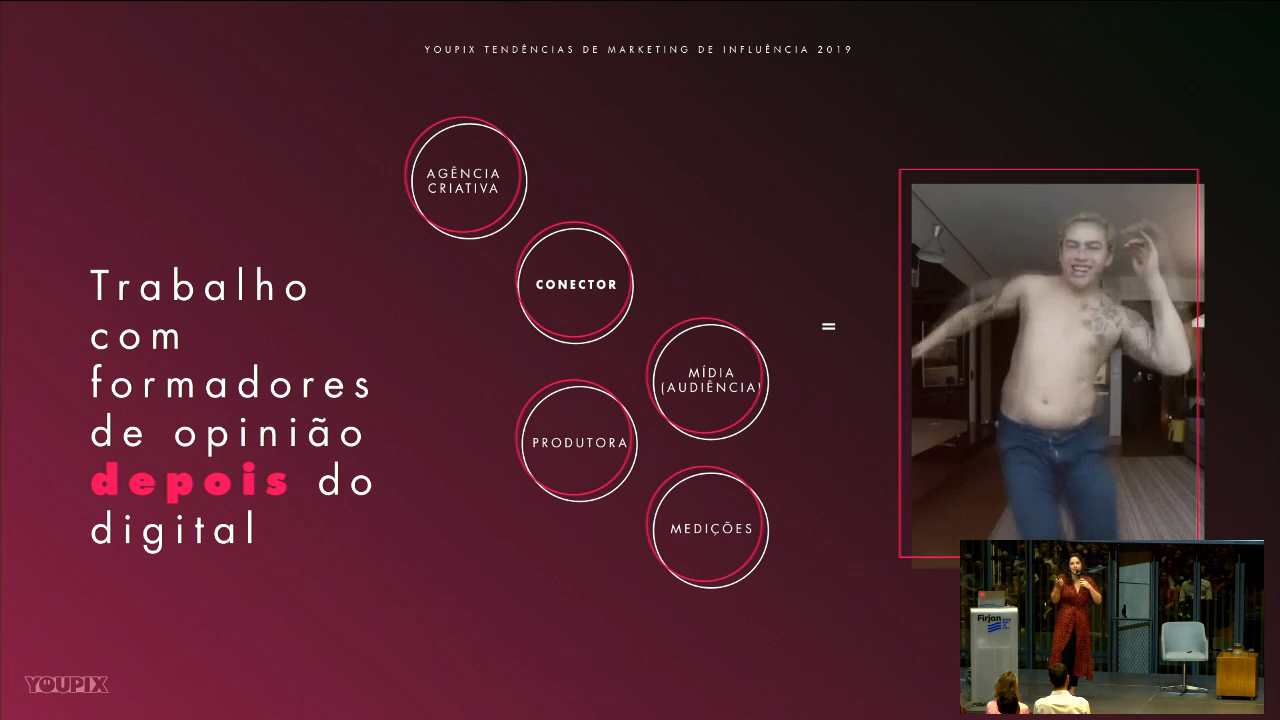 YOUPIX TENDÊNCIAS DE MARKETING DE INFLUÊNCIA 2019
Trabalho
com
formadores
de opinião
depois do
digital
AGÊNCIA
CRIATIVA
CONECTOR
MÍDIA
(AUDIÊNCIA)
PRODUTORA
MEDIÇÕES
=
YOUPIX
Firjan